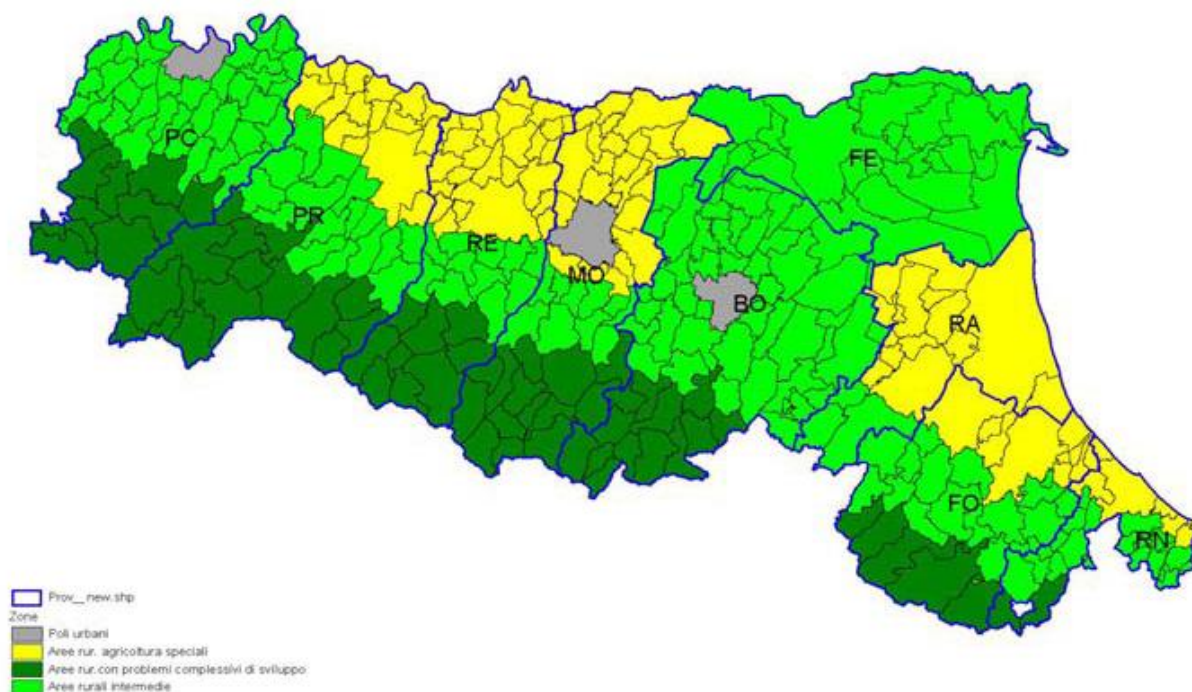 PC
FE
PR
RE
MO
BO
RA
FO
RN
Prov__new.shp
Zone
Poli urbani
Aree rur. agricoltura speciali
Aree rur.con problemi complessivi di sviluppo
Aree rurali intermedie